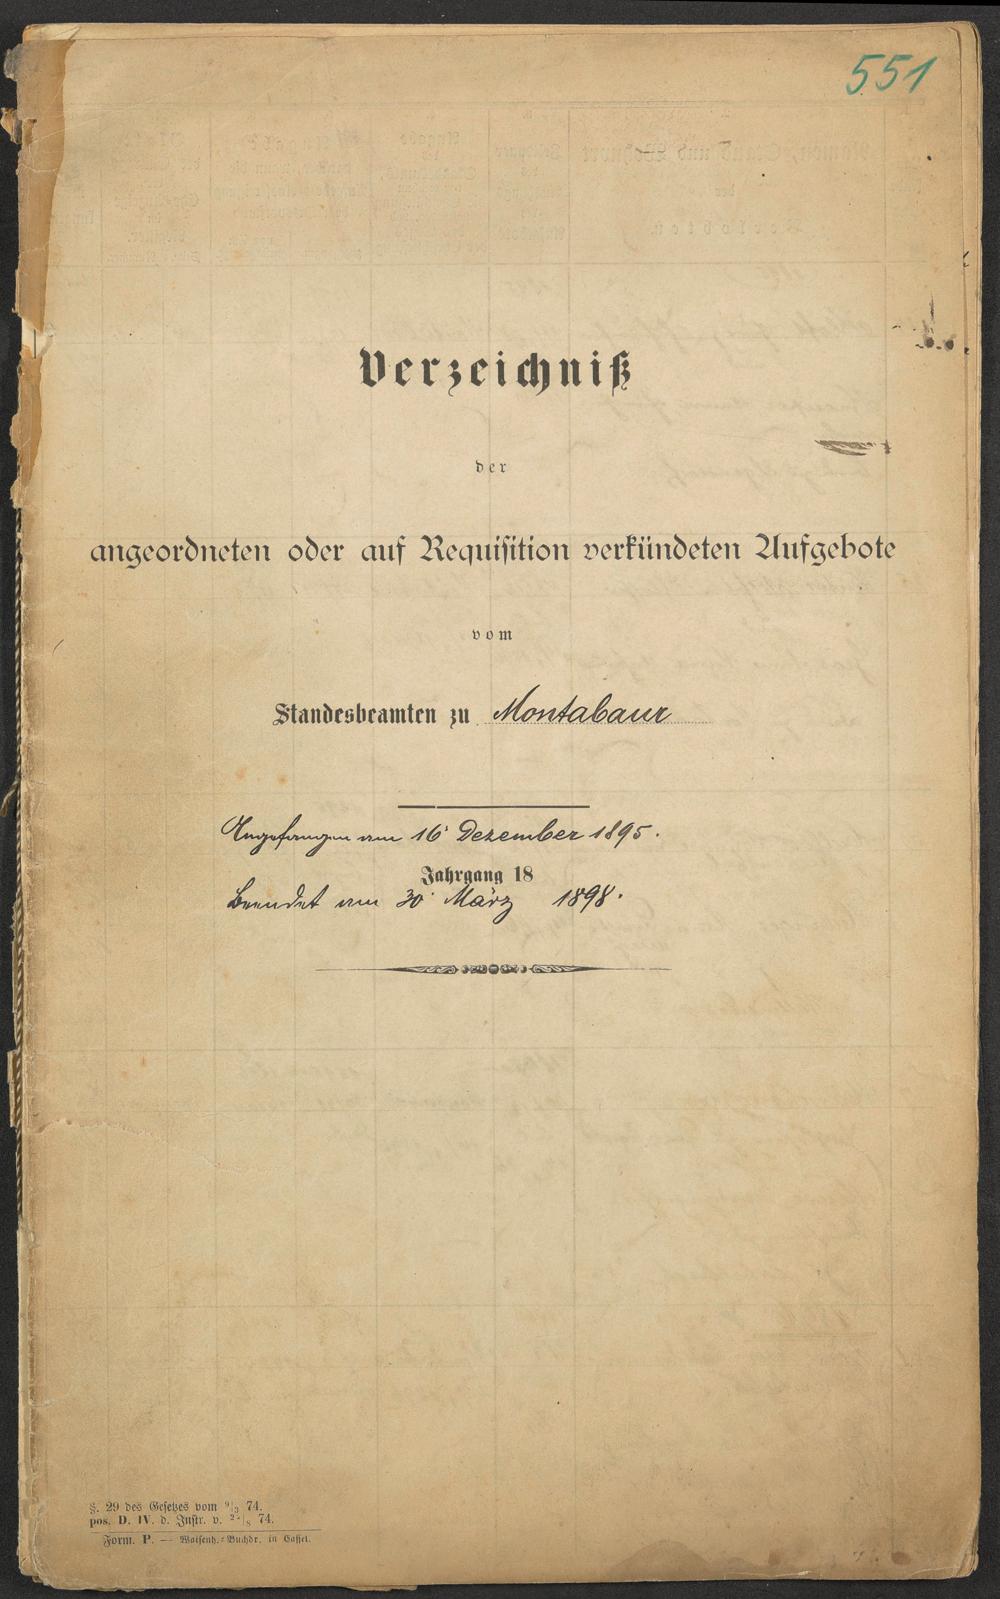 551
Verzeichniß
der
angeordneten oder auf Requisition verkündeten Aufgebote
vom
Standesbeamten zu Montabaur
Angefangen am 16. Dezember 1895.
Jahrgang 18
Beendet am 30. März 1898.
§. 29 des Gesetzes vom 9/3 74.
pos. D. IV. d. Instr. v. 2/8 74.
Form. P. — Waisenh.-Buchdr. in Cassel.